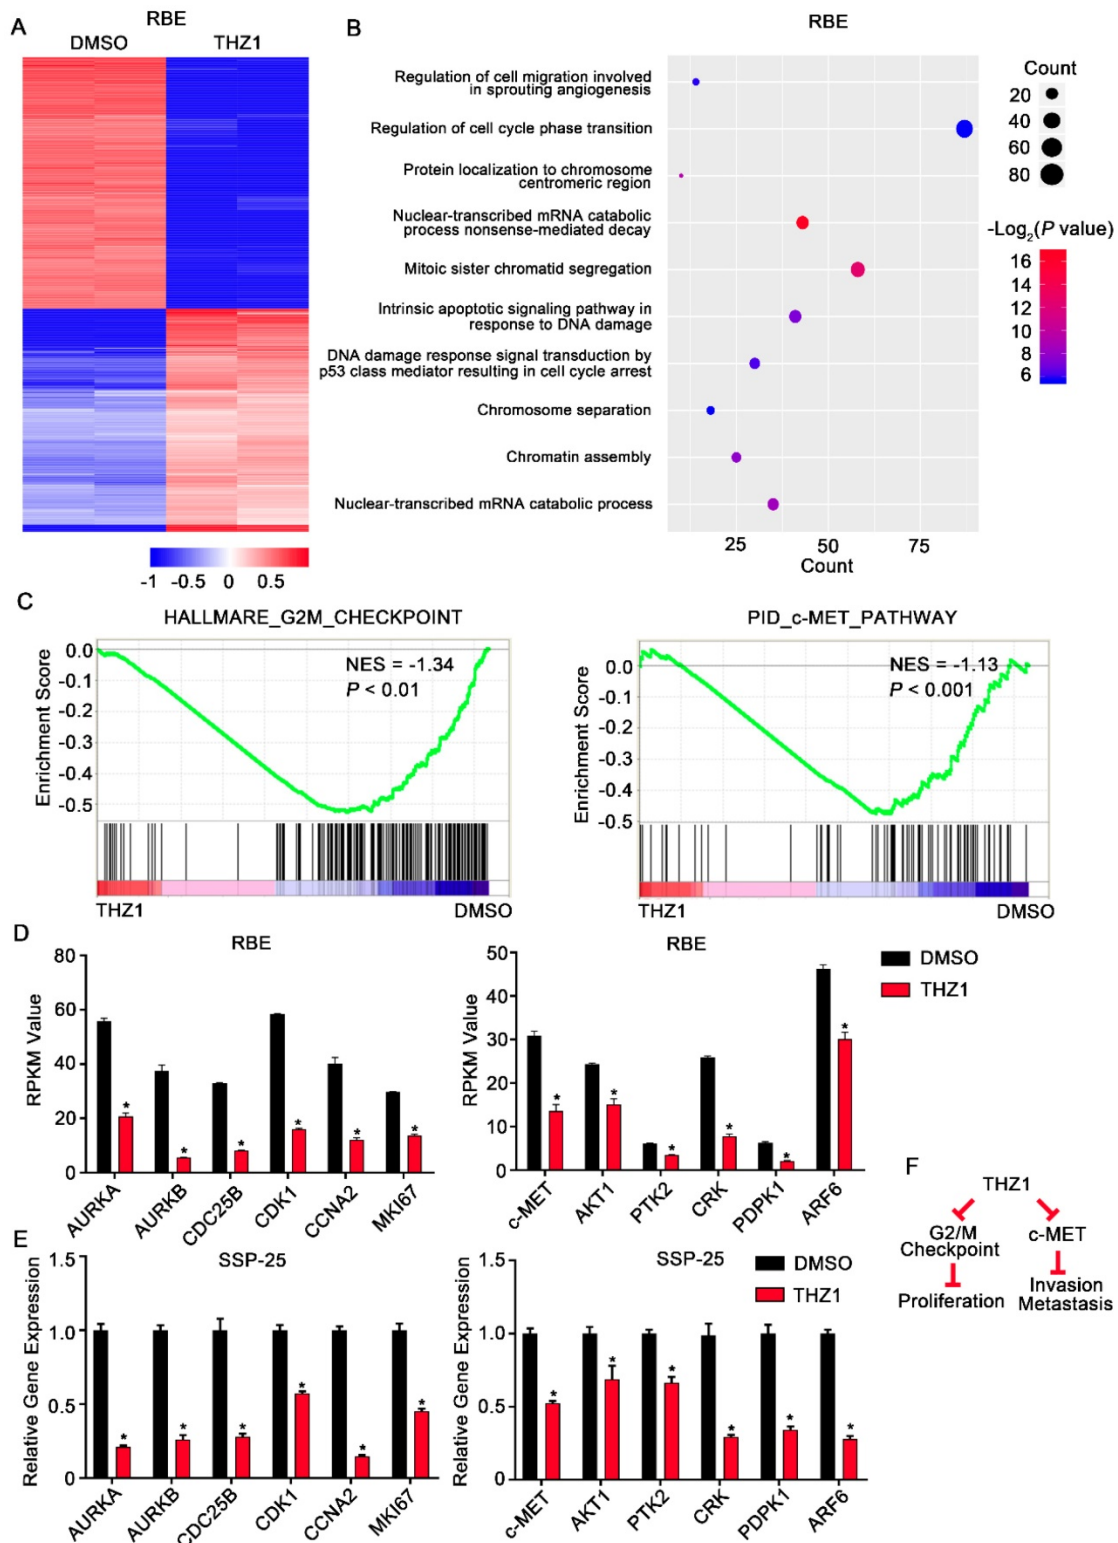 A
RBE
DMSO THZ1
-1 -0.5 0 0.5
B
RBE
Regulation of cell migration involved
in sprouting angiogenesis
Regulation of cell cycle phase transition
Protein localization to chromosome
centromeric region
Nuclear-transcribed mRNA catabolic
process nonsense-mediated decay
Mitoic sister chromatid segregation
Intrinsic apoptotic signaling pathway in
response to DNA damage
DNA damage response signal transduction by
p53 class mediator resulting in cell cycle arrest
Chromosome separation
Chromatin assembly
Nuclear-transcribed mRNA catabolic process
25 50 75
Count
Count
20
40
60
80
-Log2(P value)
16
14
12
10
8
6
C
HALLMARE_G2M_CHECKPOINT
Enrichment Score
0.0
-0.1
-0.2
-0.3
-0.4
-0.5
NES = -1.34
P < 0.01
THZ1 DMSO
PID_c-MET_PATHWAY
Enrichment Score
0.0
-0.1
-0.2
-0.3
-0.4
-0.5
NES = -1.13
P < 0.001
THZ1 DMSO
D
RBE
RPKM Value
80
60
40
20
0
* * * * * *
AURKA AURKB CDC25B CDK1 CCNA2 MKI67
RBE
RPKM Value
50
40
30
20
10
0
* * * * * *
c-MET AKT1 PTK2 CRK PDPK1 ARF6
DMSO
THZ1
E
SSP-25
Relative Gene Expression
1.5
1.0
0.5
0
* * * * * *
AURKA AURKB CDC25B CDK1 CCNA2 MKI67
SSP-25
Relative Gene Expression
1.5
1.0
0.5
0
* * * * * *
c-MET AKT1 PTK2 CRK PDPK1 ARF6
DMSO
THZ1
F
THZ1
G2/M
Checkpoint
c-MET
Proliferation
Invasion
Metastasis